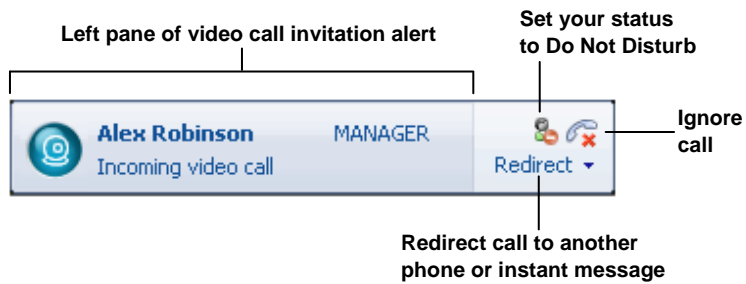 Set your status
to Do Not Disturb
Left pane of video call invitation alert
Alex Robinson MANAGER
Incoming video call
Redirect
Ignore
call
Redirect call to another
phone or instant message